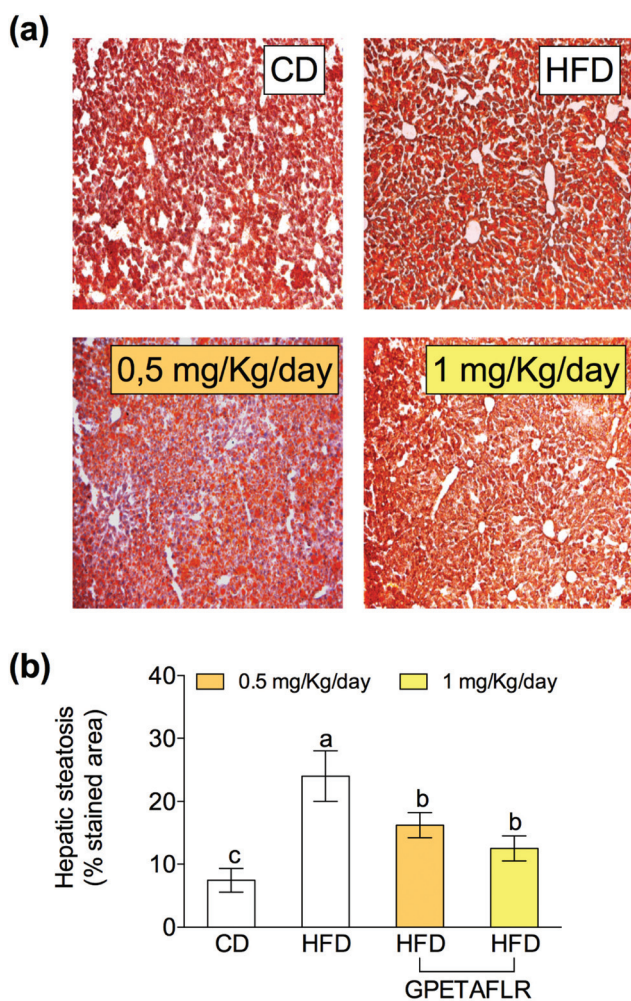 (a)
CD
HFD
0,5 mg/Kg/day
1 mg/Kg/day
(b)
0.5 mg/Kg/day
1 mg/Kg/day
Hepatic steatosis
(% stained area)
40
30
20
10
0
c
a
b
b
CD
HFD
HFD
HFD
GPETAFLR